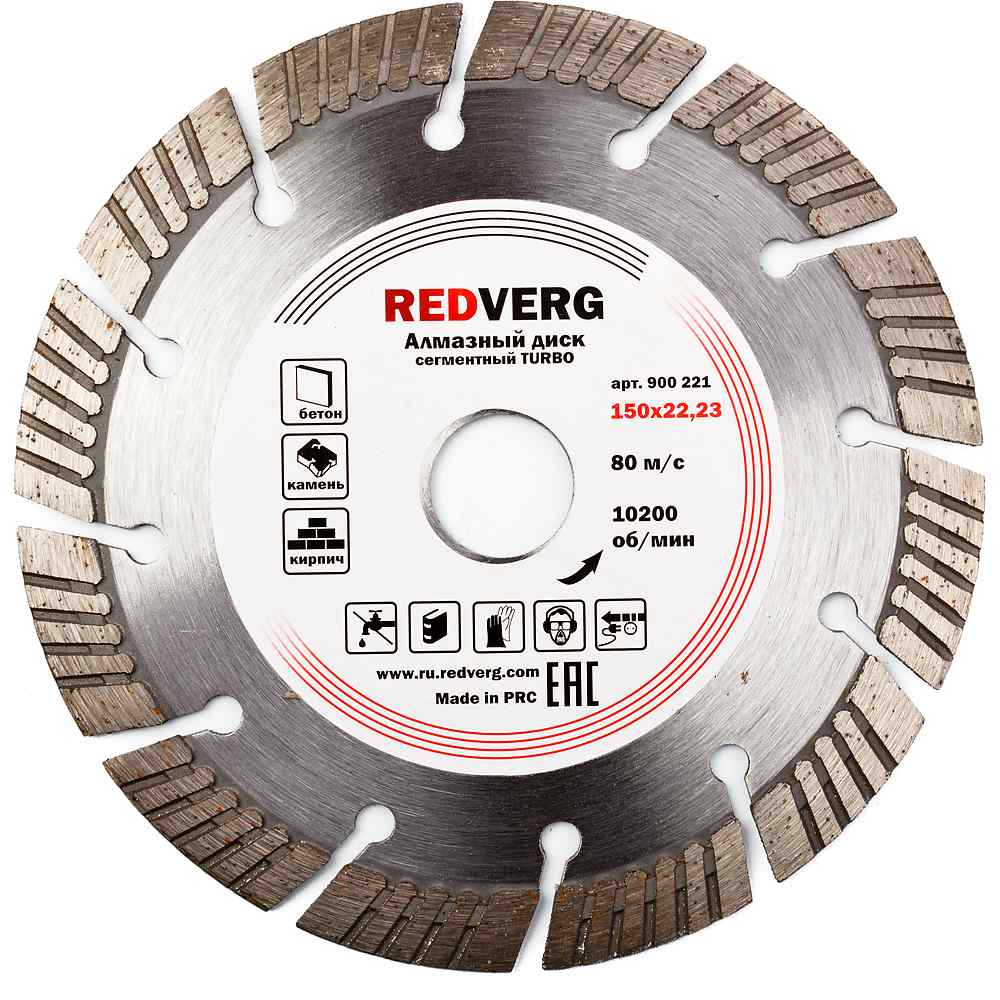 REDVERG
Алмазный диск
сегментный TURBO
арт. 900 221
150x22,23
бетон
80 м/с
камень
10200
об/мин
кирпич
www.ru.redverg.com
Made in PRC
EAC